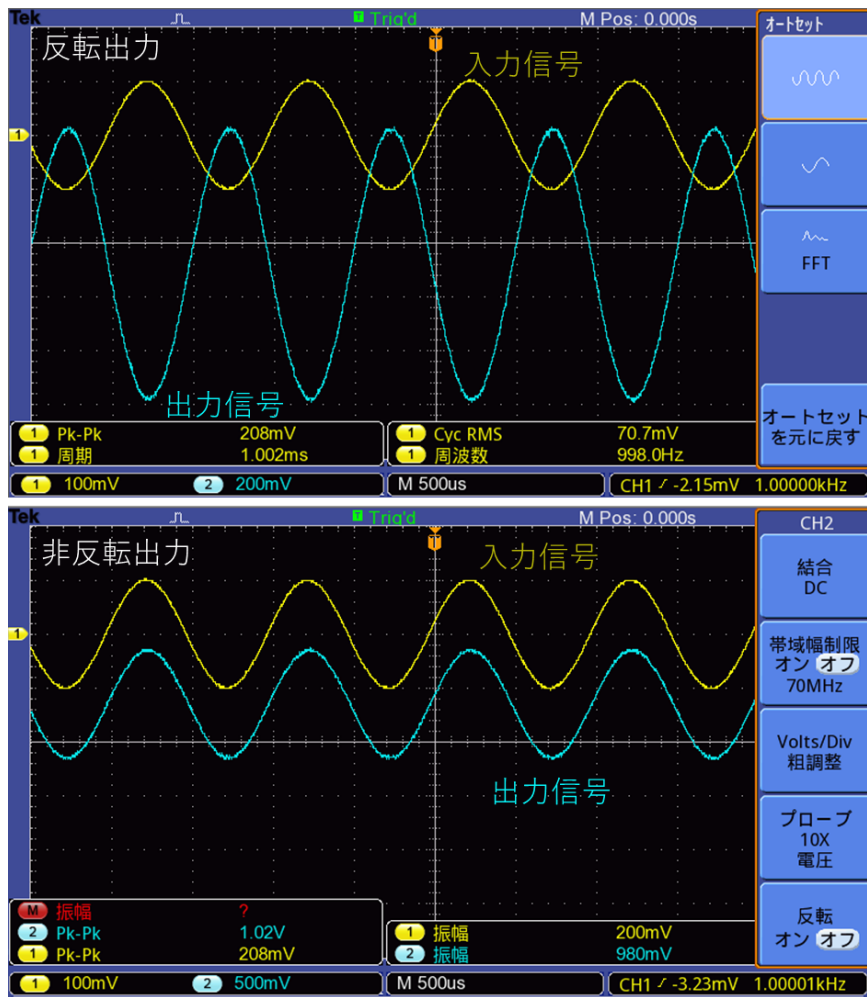 Tek Trig'd M Pos: 0.000s オートセット
反転出力
入力信号
T
1
FFT
出力信号
オートセット
を元に戻す
1 Pk-Pk 208mV 1 Cyc RMS 70.7mV
1 周期 1.002ms 1 周波数 998.0Hz
1 100mV 2 200mV M 500us CH1 -2.15mV 1.00000kHz
Tek Trig'd M Pos: 0.000s CH2
非反転出力
入力信号
T
結合
DC
1
帯域幅制限
オン オフ
70MHz
Volts/Div
粗調整
出力信号
プローブ
10X
電圧
M 振幅 ?
2 Pk-Pk 1.02V 1 振幅 200mV
1 Pk-Pk 208mV 2 振幅 980mV
反転
オン オフ
1 100mV 2 500mV M 500us CH1 -3.23mV 1.00001kHz